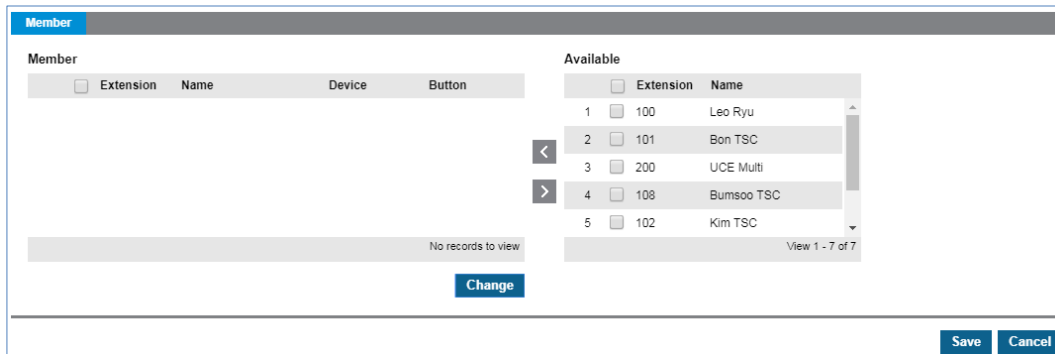 Member
Member
Extension Name Device Button
No records to view
Change
Available
Extension Name
1 100 Leo Ryu
2 101 Bon TSC
3 200 UCE Multi
4 108 Bumsoo TSC
5 102 Kim TSC
View 1 - 7 of 7
Save Cancel